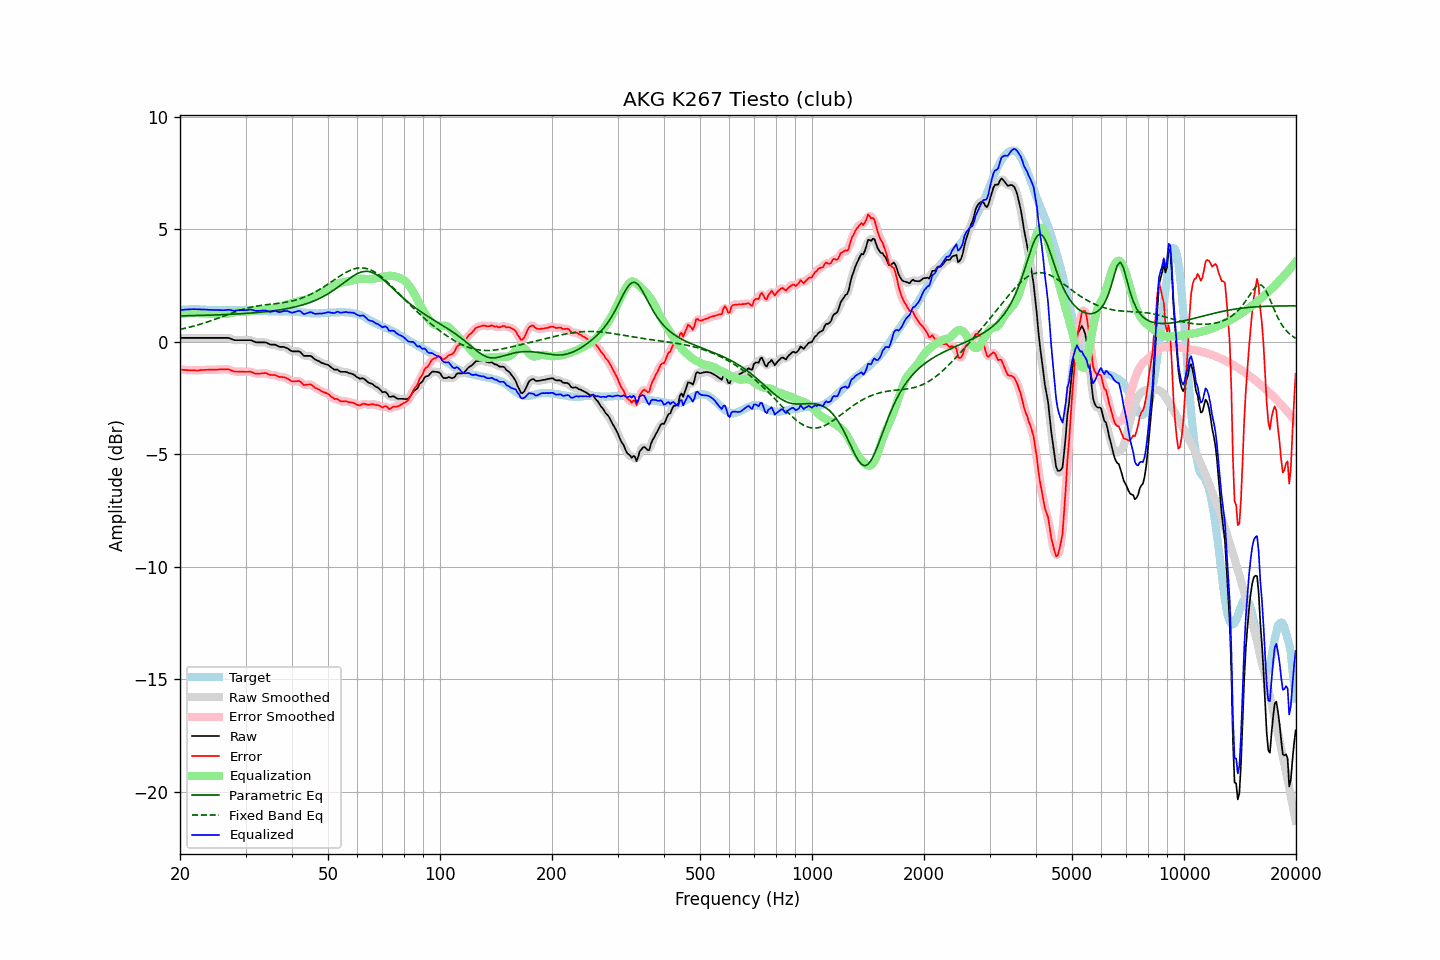 AKG K267 Tiesto (club)
10
5
0
−5
−10
−15
−20
Amplitude (dBr)
Target
Raw Smoothed
Error Smoothed
Raw
Error
Equalization
Parametric Eq
Fixed Band Eq
Equalized
20 50 100 200 500 1000 2000 5000 10000 20000
Frequency (Hz)